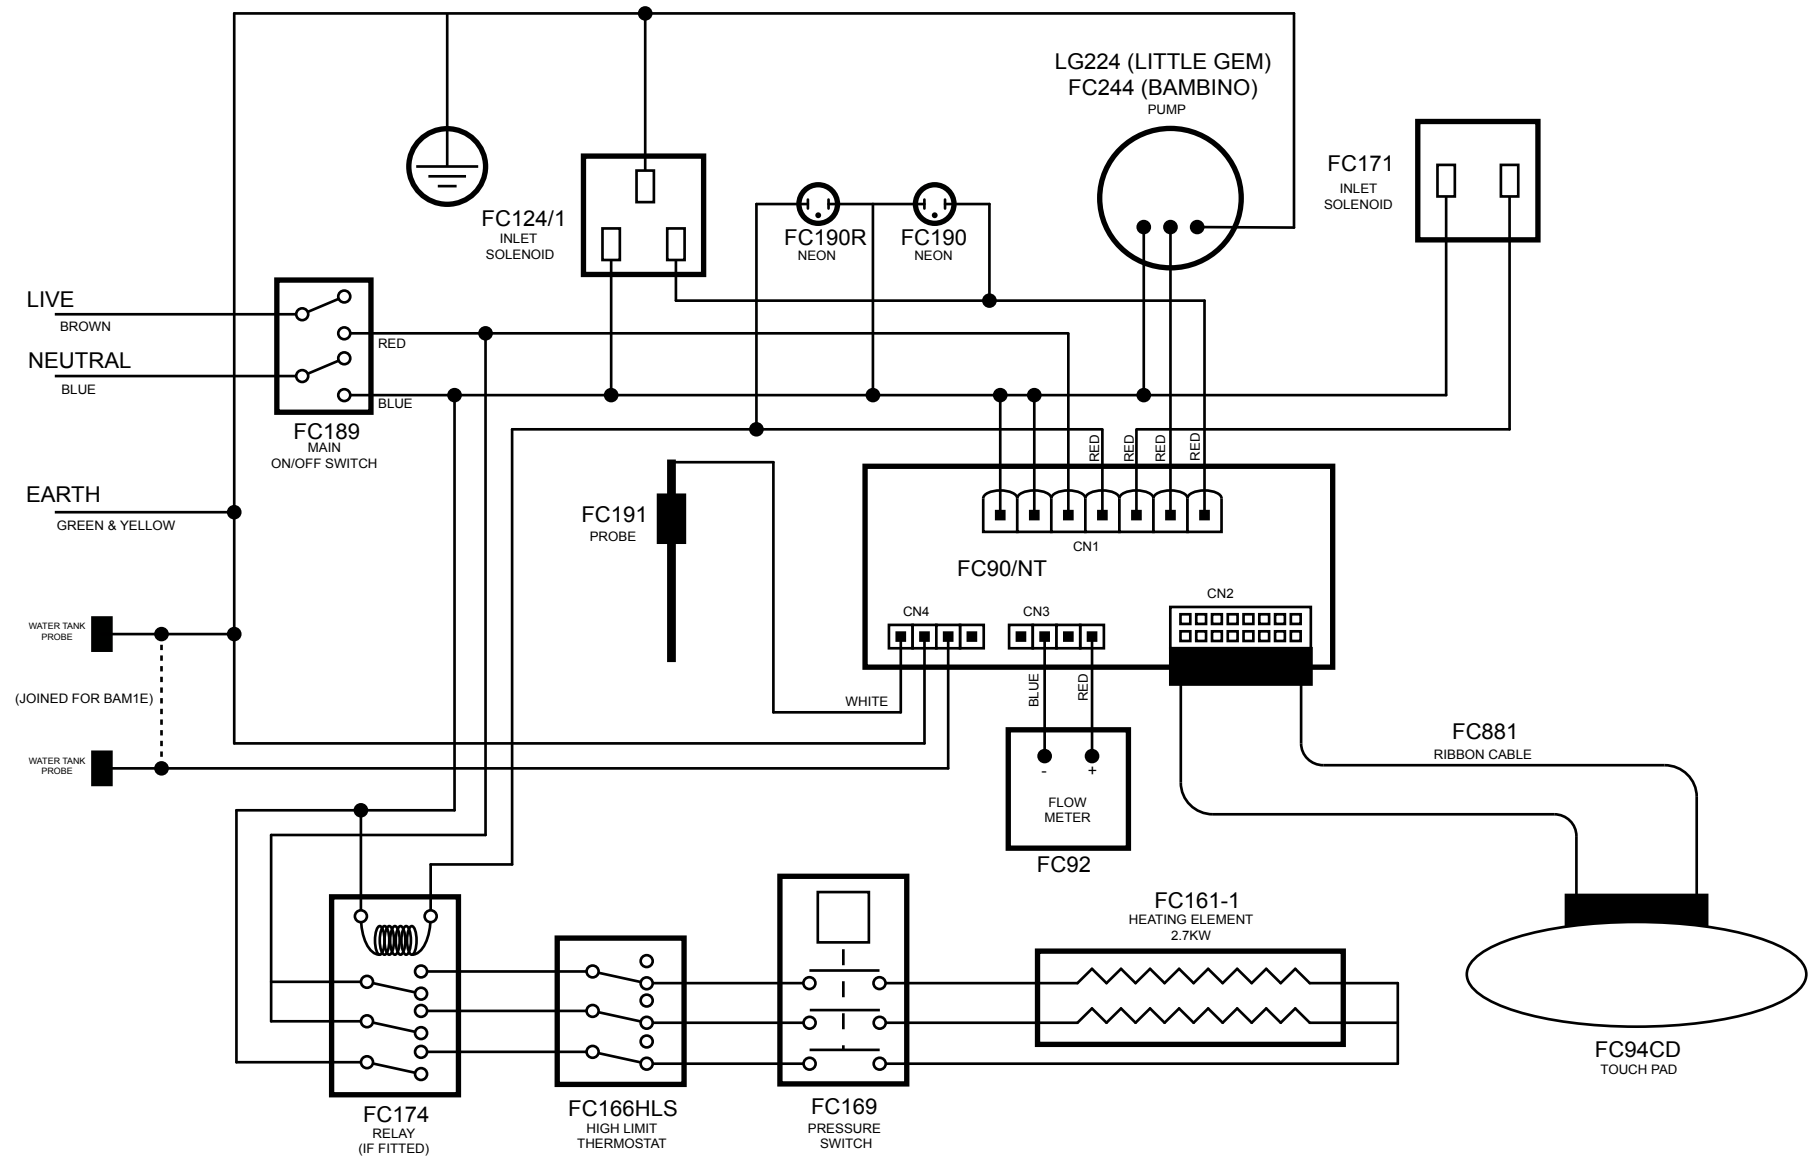 LG224 (LITTLE GEM)
FC244 (BAMBINO)
PUMP
FC171
INLET
SOLENOID
FC124/1
INLET
SOLENOID
FC190R
NEON
FC190
NEON
LIVE
BROWN
NEUTRAL
BLUE
RED
BLUE
FC189
MAIN
ON/OFF SWITCH
RED
RED
RED
RED
EARTH
GREEN & YELLOW
FC191
PROBE
CN1
FC90/NT
CN2
CN4
CN3
WATER TANK
PROBE
(JOINED FOR BAM1E)
WHITE
BLUE
RED
WATER TANK
PROBE
FC881
RIBBON CABLE
- +
FLOW
METER
FC92
FC161-1
HEATING ELEMENT
2.7KW
FC94CD
TOUCH PAD
FC174
RELAY
(IF FITTED)
FC166HLS
HIGH LIMIT
THERMOSTAT
FC169
PRESSURE
SWITCH